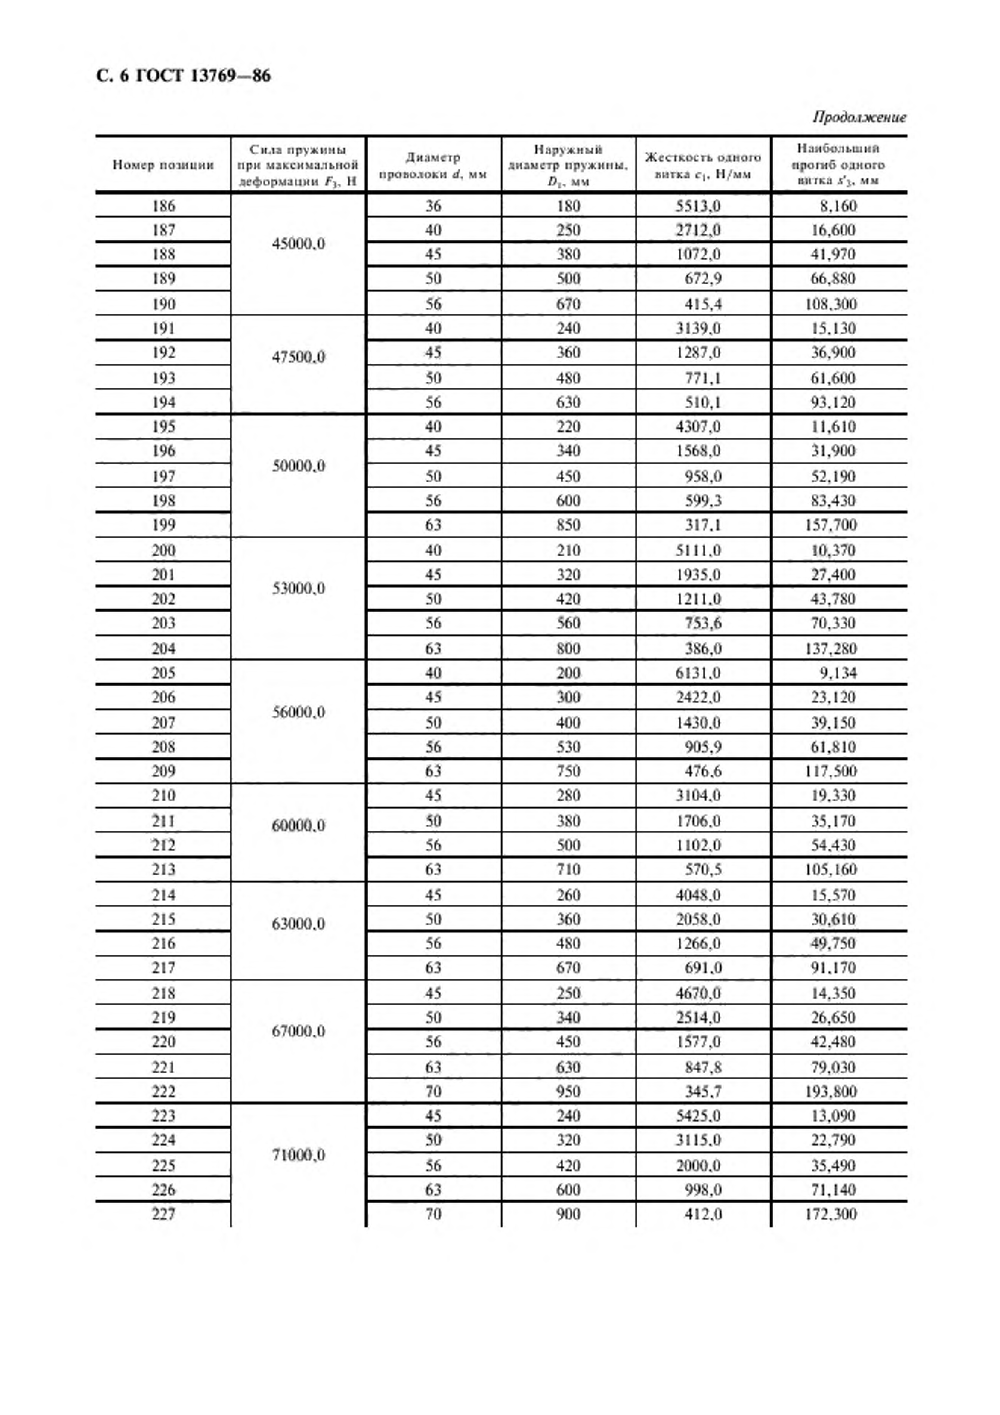 С. 6 ГОСТ 13769—86
Продолжение
Номер позиции | Сила пружины при максимальной деформации F3, Н | Диаметр проволоки d, мм | Наружный диаметр пружины, D1, мм | Жесткость одного витка c1, Н/мм | Наибольший прогиб одного витка s'3, мм
186 45000,0 36 180 5513,0 8,160
187 40 250 2712,0 16,600
188 45 380 1072,0 41,970
189 50 500 672,9 66,880
190 56 670 415,4 108,300
191 47500,0 40 240 3139,0 15,130
192 45 360 1287,0 36,900
193 50 480 771,1 61,600
194 56 630 510,1 93,120
195 50000,0 40 220 4307,0 11,610
196 45 340 1568,0 31,900
197 50 450 958,0 52,190
198 56 600 599,3 83,430
199 63 850 317,1 157,700
200 53000,0 40 210 5111,0 10,370
201 45 320 1935,0 27,400
202 50 420 1211,0 43,780
203 56 560 753,6 70,330
204 63 800 386,0 137,280
205 56000,0 40 200 6131,0 9,134
206 45 300 2422,0 23,120
207 50 400 1430,0 39,150
208 56 530 905,9 61,810
209 63 750 476,6 117,500
210 60000,0 45 280 3104,0 19,330
211 50 380 1706,0 35,170
212 56 500 1102,0 54,430
213 63 710 570,5 105,160
214 63000,0 45 260 4048,0 15,570
215 50 360 2058,0 30,610
216 56 480 1266,0 49,750
217 63 670 691,0 91,170
218 67000,0 45 250 4670,0 14,350
219 50 340 2514,0 26,650
220 56 450 1577,0 42,480
221 63 630 847,8 79,030
222 70 950 345,7 193,800
223 71000,0 45 240 5425,0 13,090
224 50 320 3115,0 22,790
225 56 420 2000,0 35,490
226 63 600 998,0 71,140
227 70 900 412,0 172,300